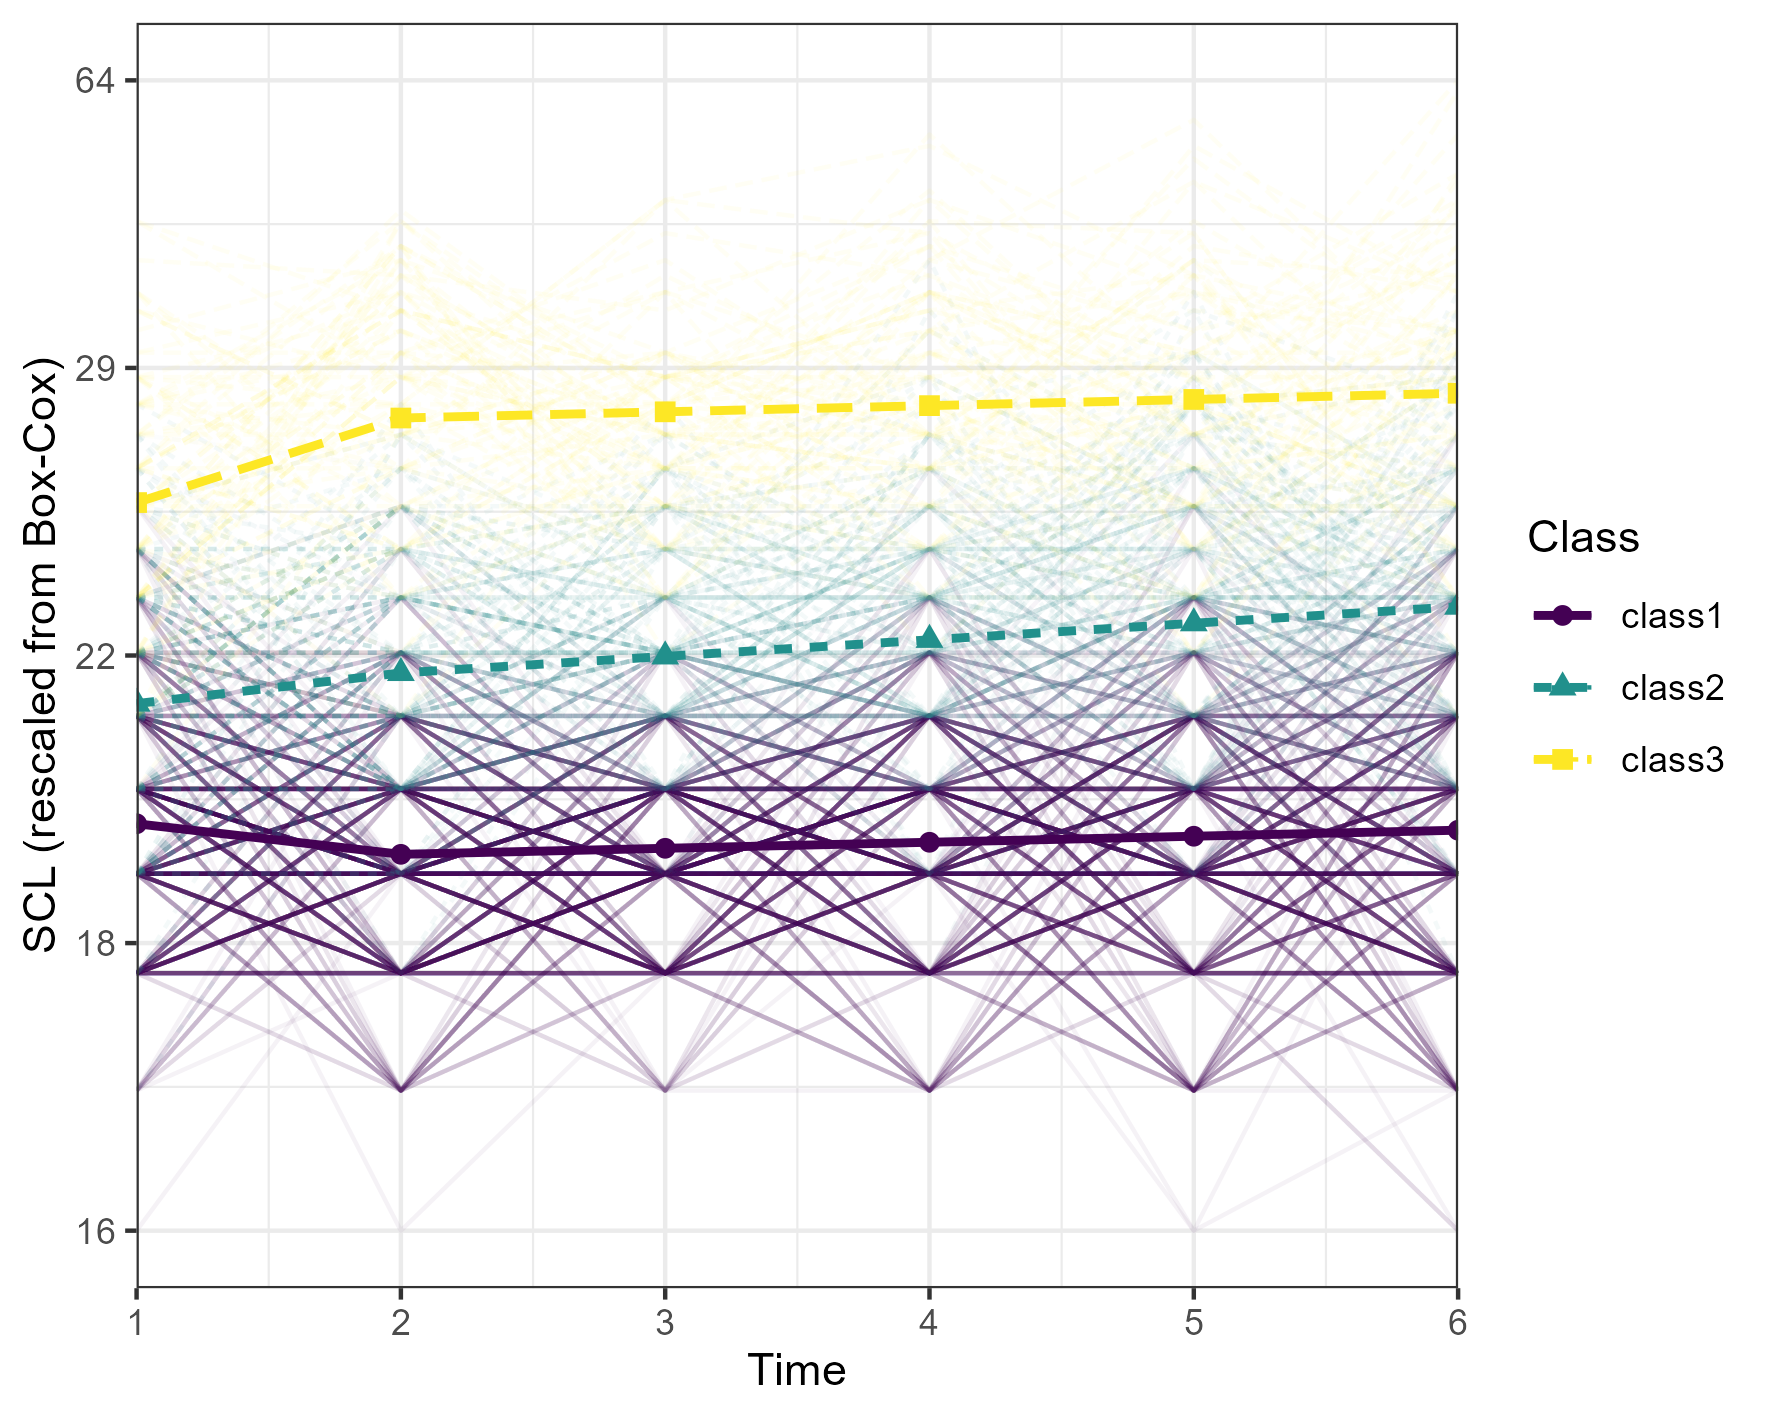 SCL (rescaled from Box-Cox)
64
29
22
18
16
1 2 3 4 5 6
Time
Class
class1
class2
class3